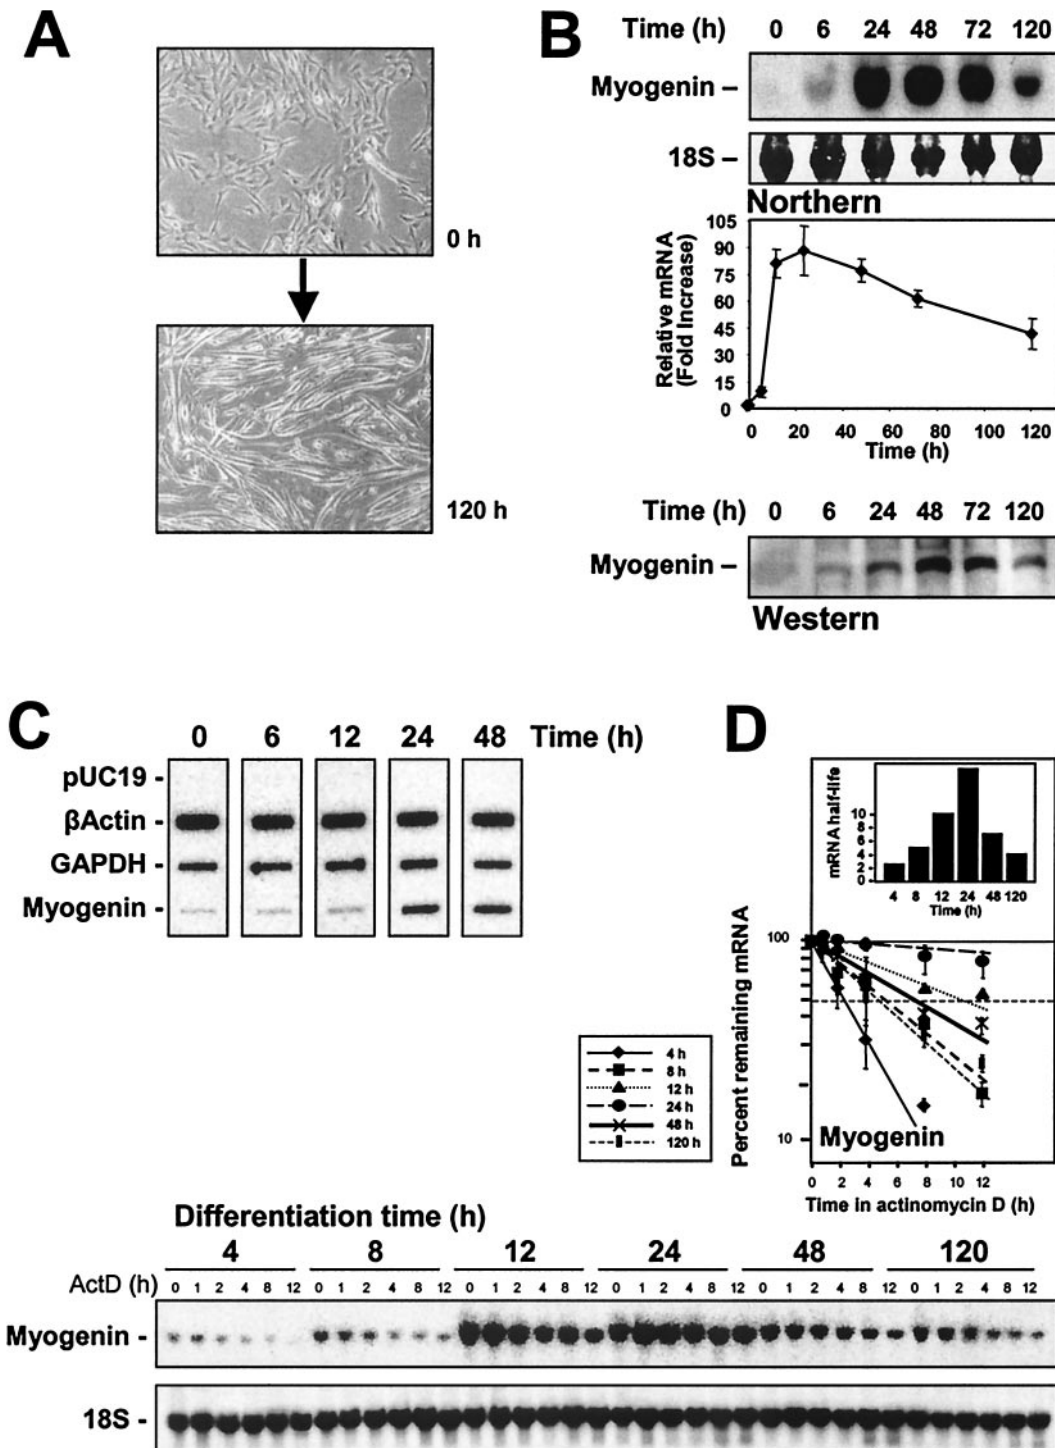 A
0 h
120 h
B
Time (h) 0 6 24 48 72 120
Myogenin –
18S –
Northern
Relative mRNA
(Fold Increase)
105
90
75
60
45
30
15
0
0 20 40 60 80 100 120
Time (h)
Time (h) 0 6 24 48 72 120
Myogenin –
Western
C
0 6 12 24 48 Time (h)
pUC19 -
βActin -
GAPDH -
Myogenin -
D
mRNA half-life
10
8
6
4
2
0
4 8 12 24 48 120
Time (h)
Percent remaining mRNA
100
10
Myogenin
0 2 4 6 8 10 12
Time in actinomycin D (h)
4 h
8 h
12 h
24 h
48 h
120 h
Differentiation time (h)
4 8 12 24 48 120
ActD (h) 0 1 2 4 8 12 0 1 2 4 8 12 0 1 2 4 8 12 0 1 2 4 8 12 0 1 2 4 8 12 0 1 2 4 8 12
Myogenin -
18S -